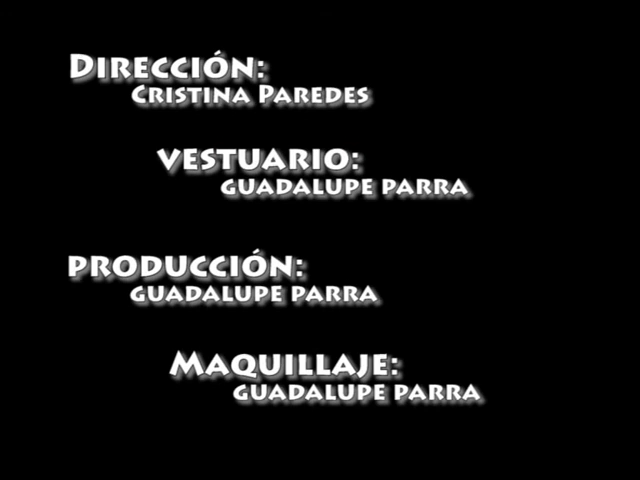 Dirección:
Cristina Paredes
vestuario:
guadalupe parra
producción:
guadalupe parra
Maquillaje:
guadalupe parra